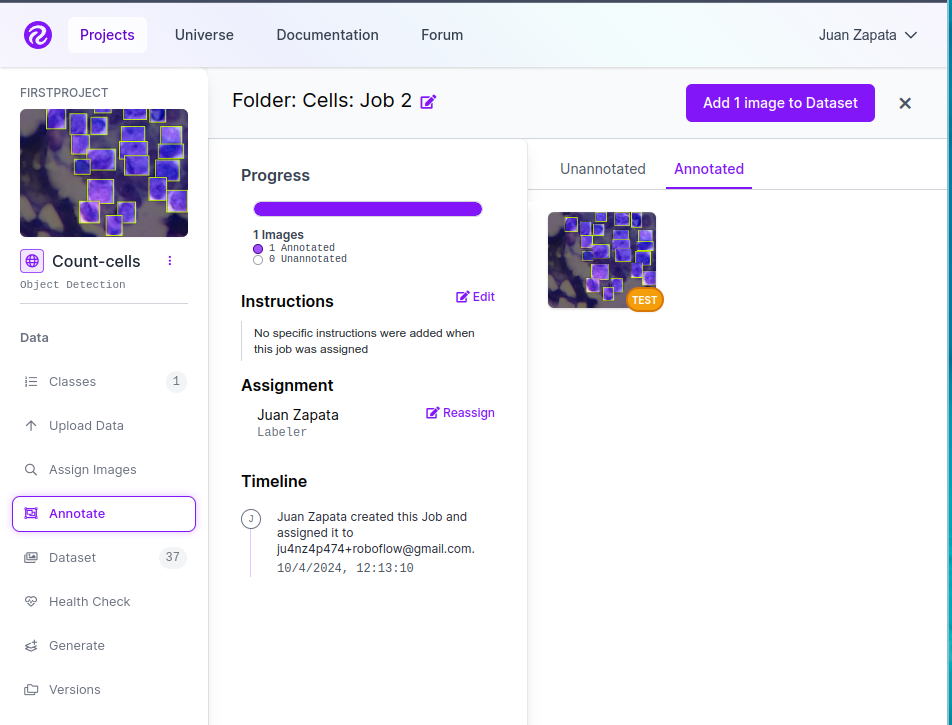 Projects
Universe
Documentation
Forum
Juan Zapata
FIRSTPROJECT
Count-cells
Object Detection
Data
Classes
1
Upload Data
Assign Images
Annotate
Dataset
37
Health Check
Generate
Versions
Folder: Cells: Job 2
Add 1 image to Dataset
Progress
1 Images
1 Annotated
0 Unannotated
Instructions
Edit
No specific instructions were added when
this job was assigned
Assignment
Juan Zapata
Reassign
Labeler
Timeline
J
Juan Zapata created this Job and
assigned it to
ju4nz4p474+roboflow@gmail.com.
10/4/2024, 12:13:10
Unannotated
Annotated
TEST